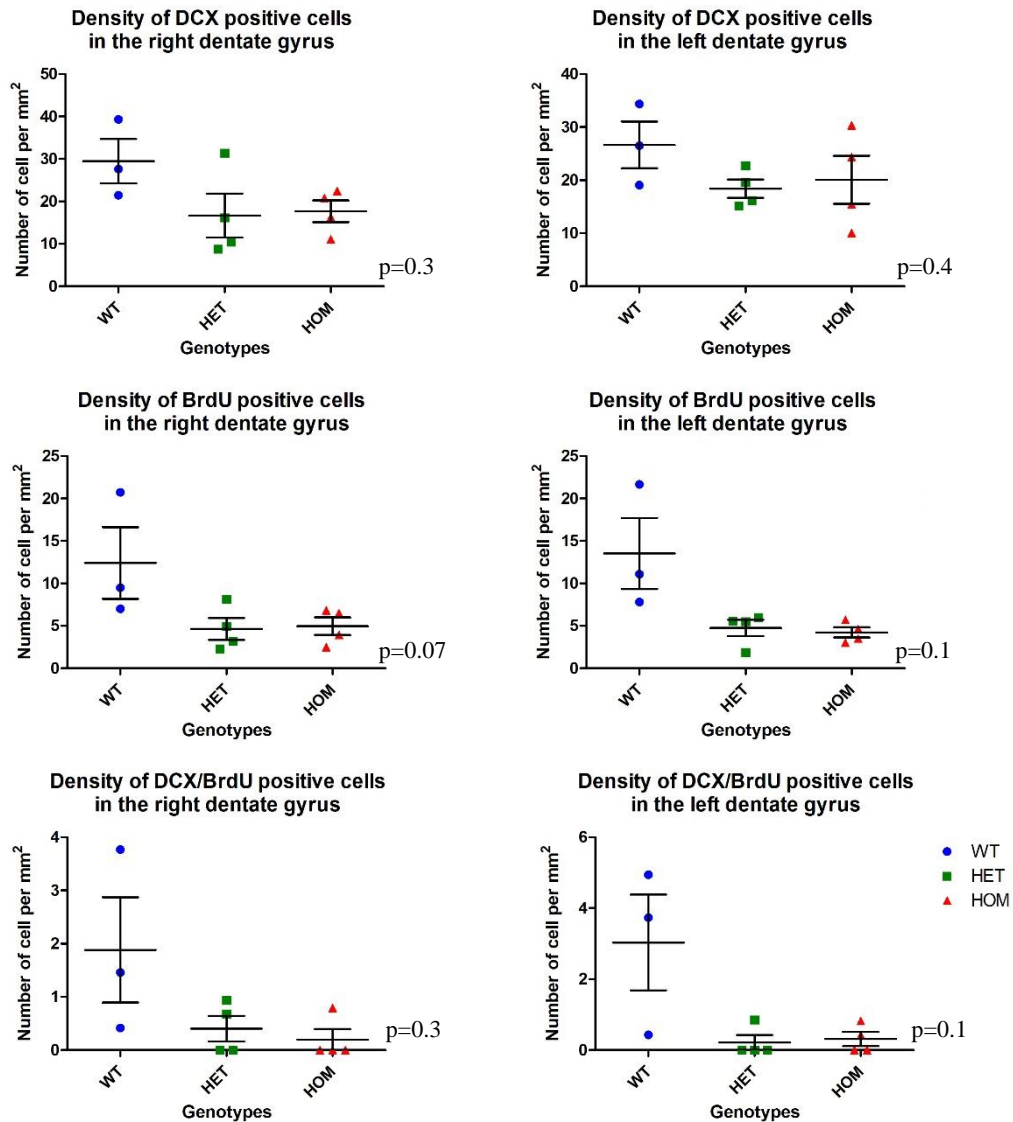 Density of DCX positive cells
in the right dentate gyrus
Number of cell per mm²
50
40
30
20
10
0
WT
HET
HOM
Genotypes
p=0.3
Density of DCX positive cells
in the left dentate gyrus
Number of cell per mm²
40
30
20
10
0
WT
HET
HOM
Genotypes
p=0.4
Density of BrdU positive cells
in the right dentate gyrus
Number of cell per mm²
25
20
15
10
5
0
WT
HET
HOM
Genotypes
p=0.07
Density of BrdU positive cells
in the left dentate gyrus
Number of cell per mm²
25
20
15
10
5
0
WT
HET
HOM
Genotypes
p=0.1
Density of DCX/BrdU positive cells
in the right dentate gyrus
Number of cell per mm²
4
3
2
1
0
WT
HET
HOM
Genotypes
p=0.3
Density of DCX/BrdU positive cells
in the left dentate gyrus
Number of cell per mm²
6
4
2
0
WT
HET
HOM
Genotypes
p=0.1
WT
HET
HOM